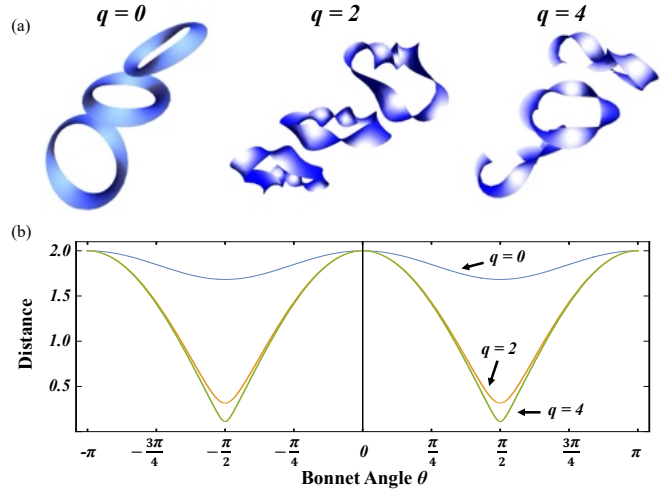 (a)
q = 0 q = 2 q = 4
(b)
2.0
1.5
1.0
0.5
Distance
q = 0
q = 2
q = 4
-π −3π/4 −π/2 −π/4 0 π/4 π/2 3π/4 π
Bonnet Angle θ